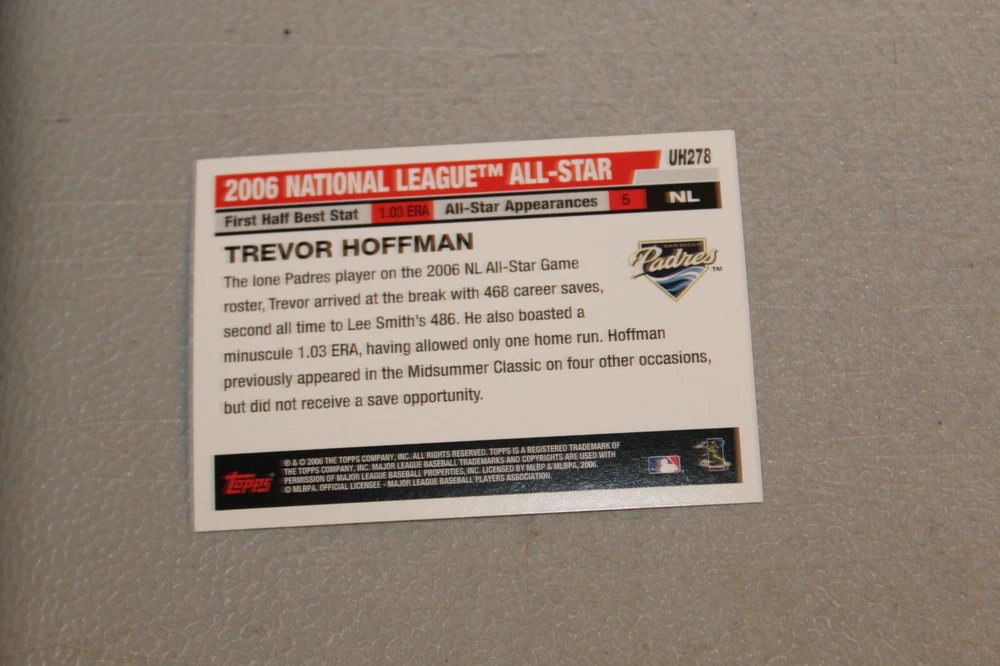 2006 NATIONAL LEAGUE™ ALL-STAR
UH278
First Half Best Stat 1.03 ERA All-Star Appearances 5 NL
TREVOR HOFFMAN
SAN DIEGO
Padres™
The lone Padres player on the 2006 NL All-Star Game
roster, Trevor arrived at the break with 468 career saves,
second all time to Lee Smith's 486. He also boasted a
minuscule 1.03 ERA, having allowed only one home run. Hoffman
previously appeared in the Midsummer Classic on four other occasions,
but did not receive a save opportunity.
Topps
® & © 2006 THE TOPPS COMPANY, INC. ALL RIGHTS RESERVED. TOPPS IS A REGISTERED TRADEMARK OF
THE TOPPS COMPANY, INC. MAJOR LEAGUE BASEBALL TRADEMARKS AND COPYRIGHTS ARE USED WITH
PERMISSION OF MAJOR LEAGUE BASEBALL PROPERTIES, INC. LICENSED BY MLBP & MLBPA, 2006.
© MLBPA, OFFICIAL LICENSEE - MAJOR LEAGUE BASEBALL PLAYERS ASSOCIATION.